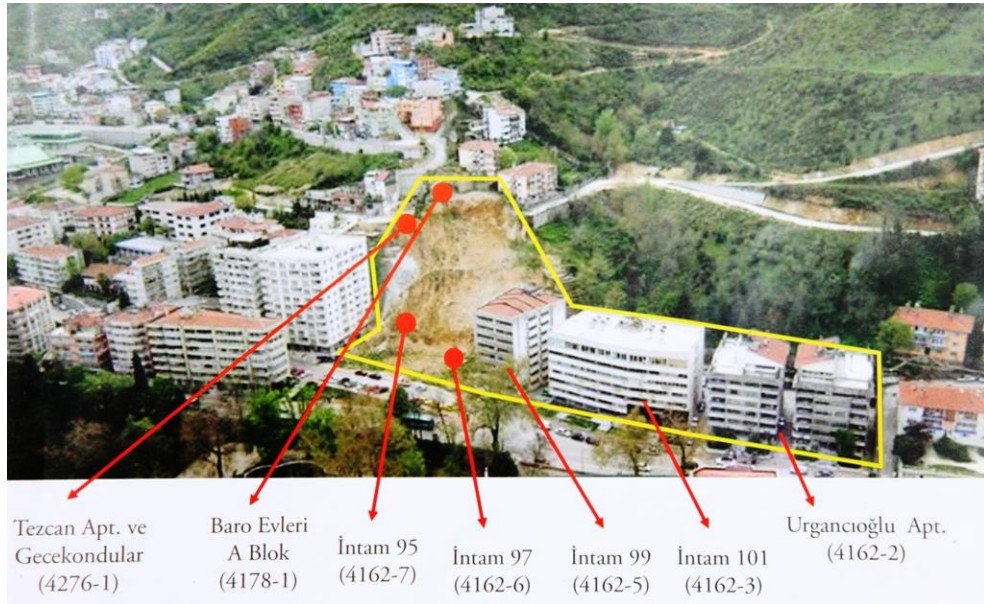 Tezcan Apt. ve
Gecekondular
(4276-1)
Baro Evleri
A Blok
(4178-1)
İntam 95
(4162-7)
İntam 97
(4162-6)
İntam 99
(4162-5)
İntam 101
(4162-3)
Urgancıoğlu Apt.
(4162-2)